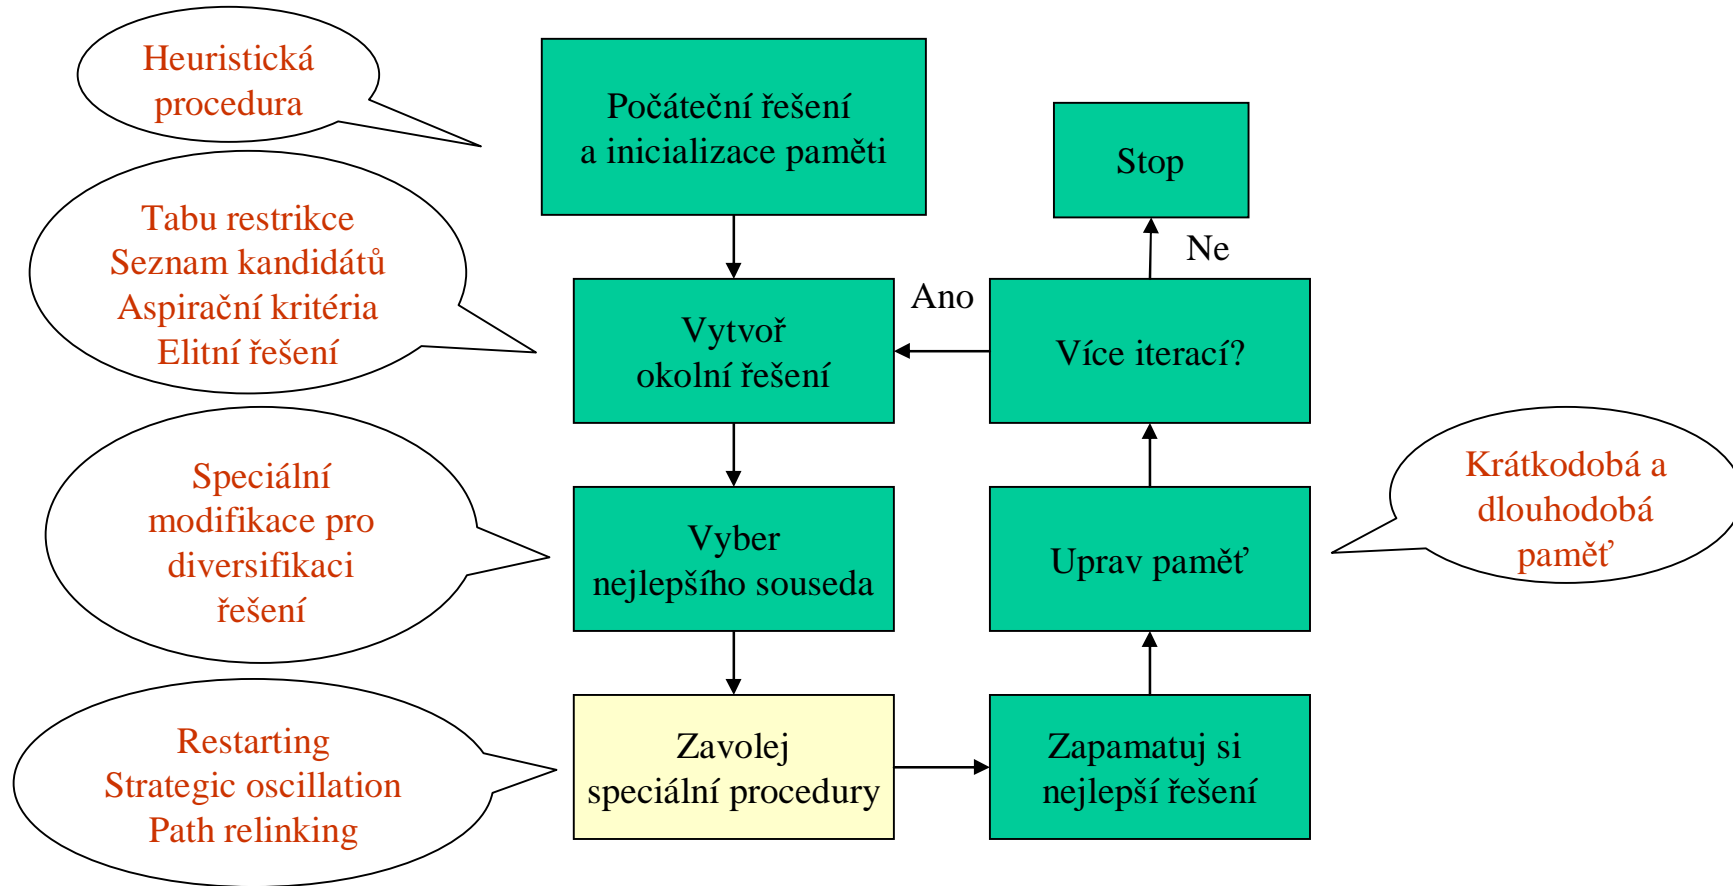 Heuristická
procedura
Počáteční řešení
a inicializace paměti
Stop
Tabu restrikce
Seznam kandidátů
Aspirační kritéria
Elitní řešení
Vytvoř
okolní řešení
Ano
Ne
Více iterací?
Speciální
modifikace pro
diversifikaci
řešení
Vyber
nejlepšího souseda
Uprav paměť
Krátkodobá a
dlouhodobá
paměť
Restarting
Strategic oscillation
Path relinking
Zavolej
speciální procedury
Zapamatuj si
nejlepší řešení